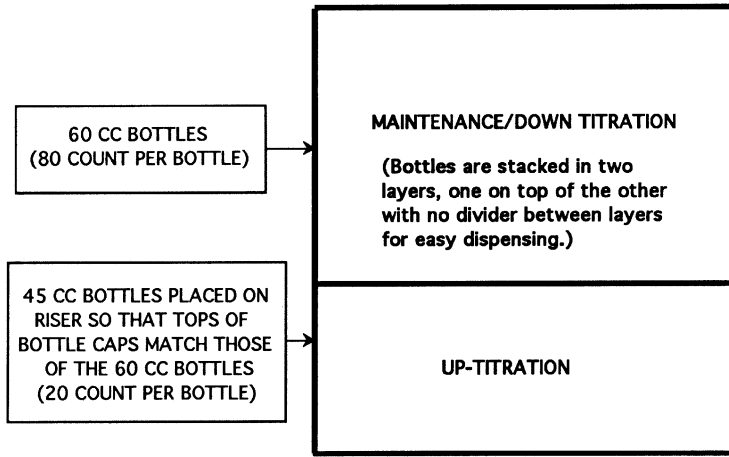 60 CC BOTTLES
(80 COUNT PER BOTTLE)
MAINTENANCE/DOWN TITRATION
(Bottles are stacked in two
layers, one on top of the other
with no divider between layers
for easy dispensing.)
45 CC BOTTLES PLACED ON
RISER SO THAT TOPS OF
BOTTLE CAPS MATCH THOSE
OF THE 60 CC BOTTLES
(20 COUNT PER BOTTLE)
UP-TITRATION